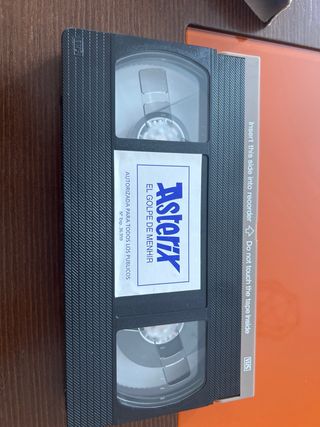 Asterix
EL GOLPE DE MENHIR
AUTORIZADA PARA TODOS LOS PUBLICOS
Insert this side into recorder ⇧ Do not touch the tape inside
VHS